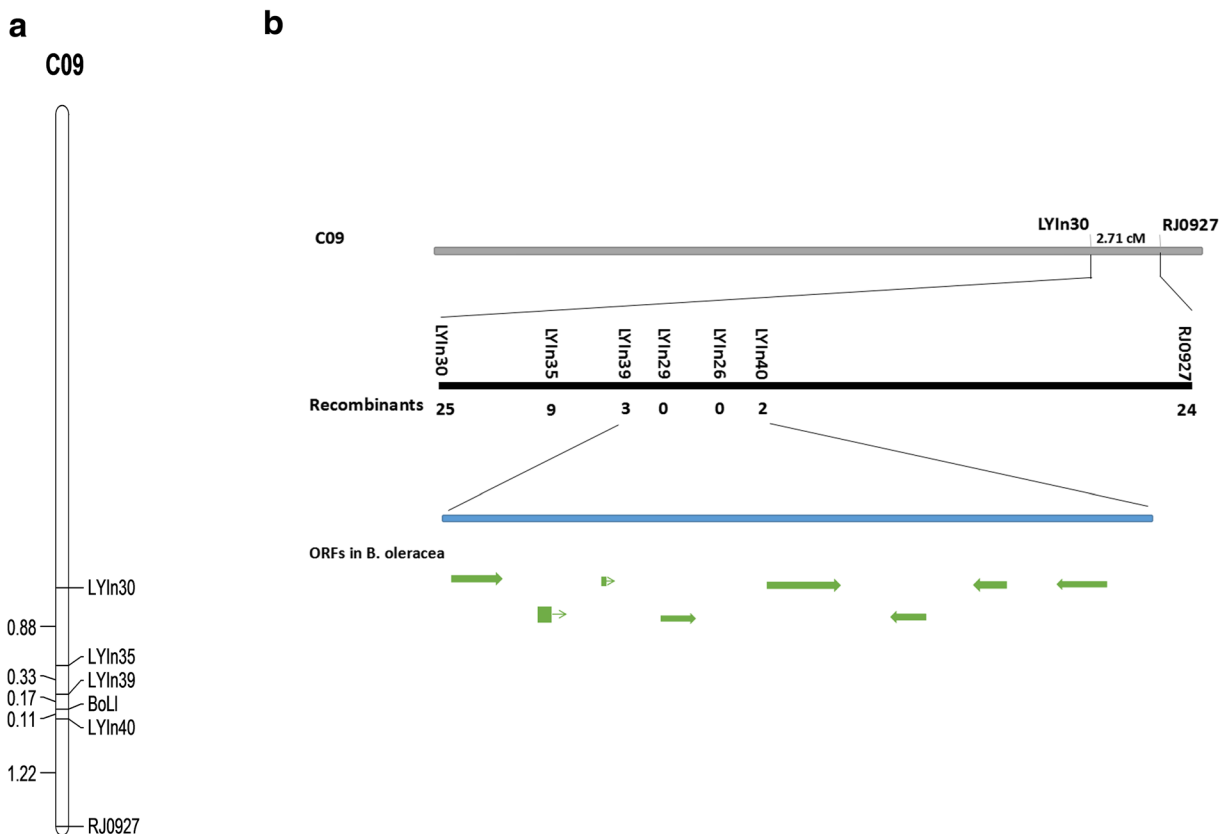 a
C09
LYIn30
0.88
LYIn35
0.33
LYIn39
0.17
BoLI
0.11
LYIn40
1.22
RJ0927
b
LYIn30
RJ0927
2.71 cM
C09
LYIn30
LYIn35
LYIn39
LYIn29
LYIn26
LYIn40
RJ0927
Recombinants 25 9 3 0 0 2 24
ORFs in B. oleracea